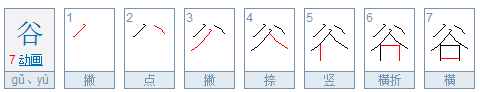 谷 1 2 3 4 5 6 7
7 动画
gǔ、yù 撇 点 撇 捺 竖 横折 横